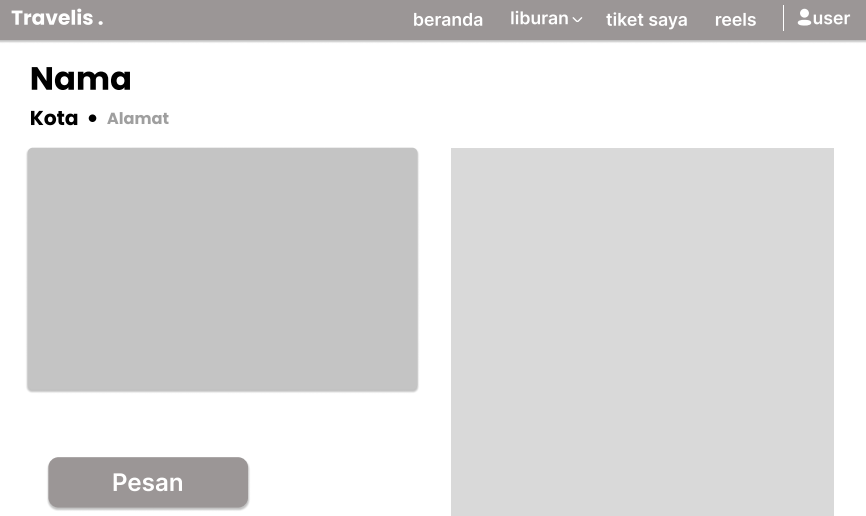 Travelis . beranda liburan tiket saya reels user
Nama
Kota • Alamat
Pesan